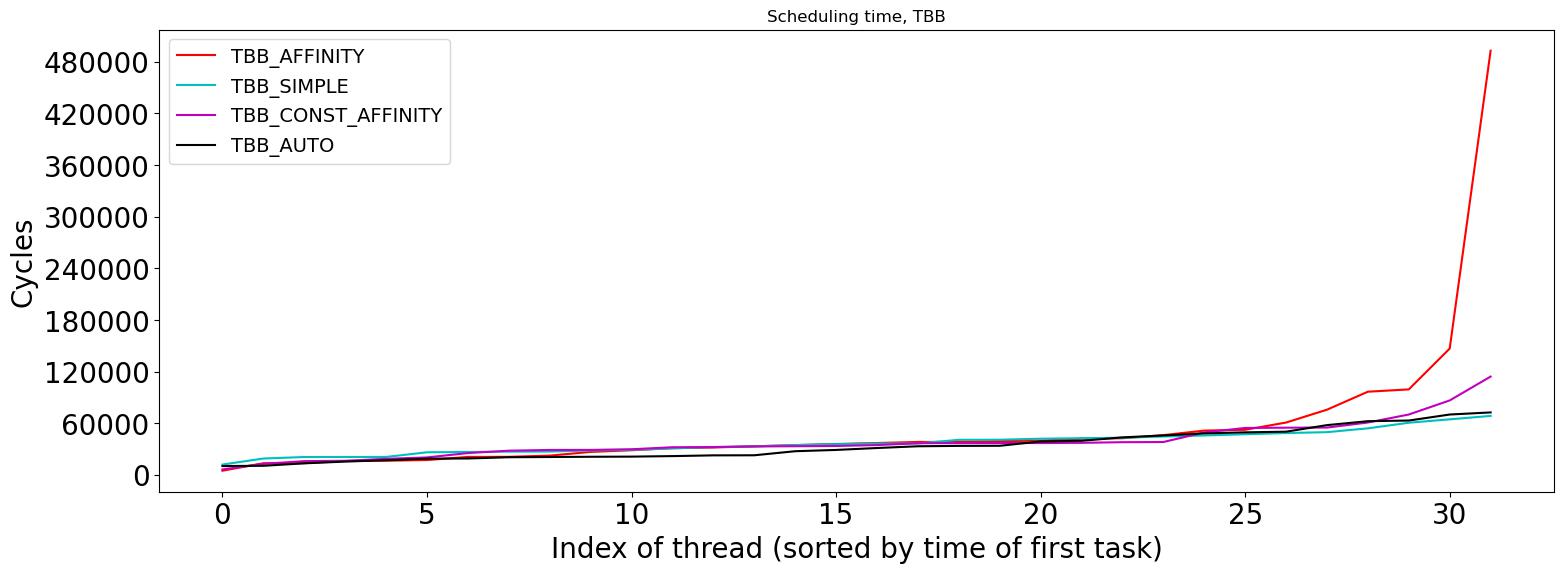 Scheduling time, TBB
TBB_AFFINITY
TBB_SIMPLE
TBB_CONST_AFFINITY
TBB_AUTO
Cycles
480000
420000
360000
300000
240000
180000
120000
60000
0
0 5 10 15 20 25 30
Index of thread (sorted by time of first task)